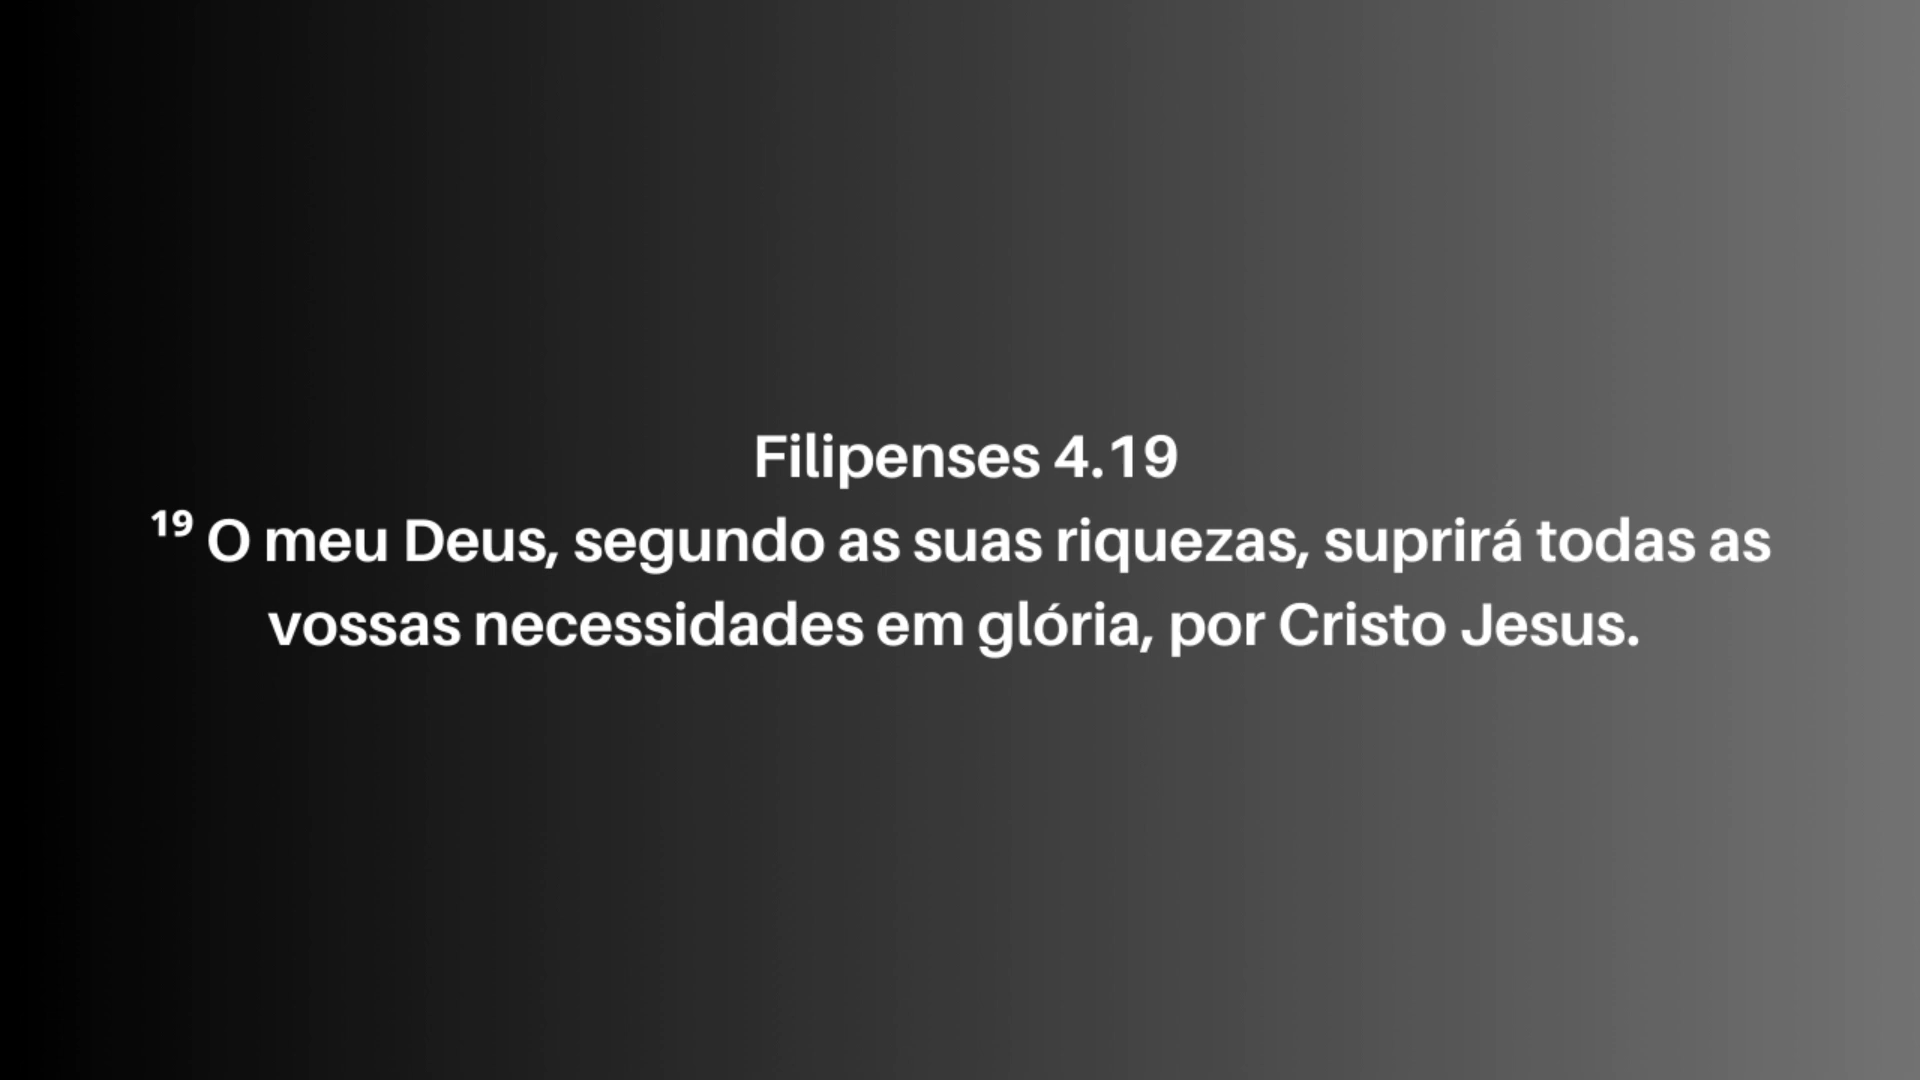 Filipenses 4.19
¹⁹ O meu Deus, segundo as suas riquezas, suprirá todas as
vossas necessidades em glória, por Cristo Jesus.